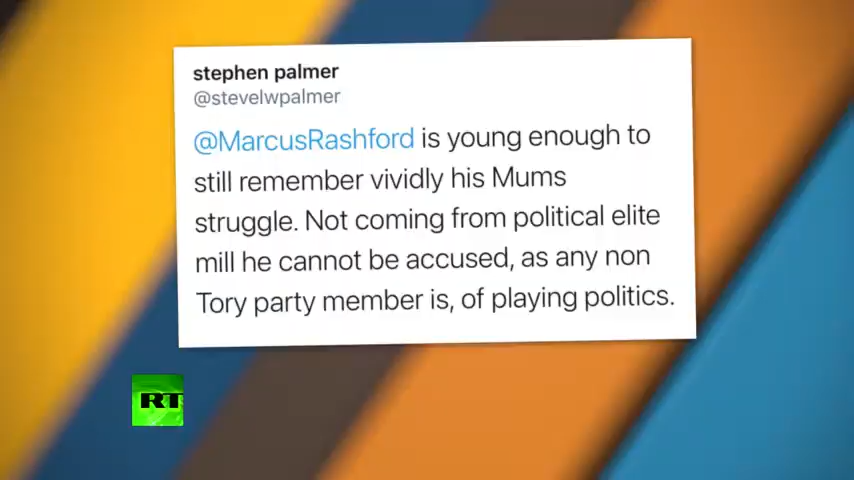 stephen palmer
@stevelwpalmer
@MarcusRashford is young enough to
still remember vividly his Mums
struggle. Not coming from political elite
mill he cannot be accused, as any non
Tory party member is, of playing politics.
RT